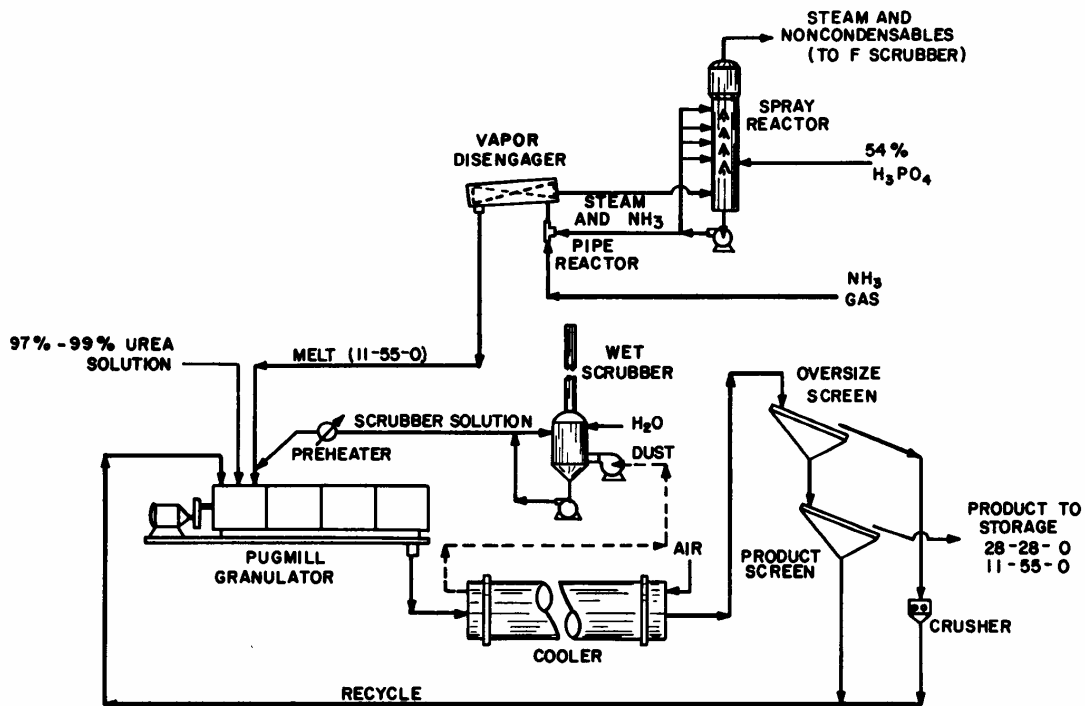 STEAM AND
NONCONDENSABLES
(TO F SCRUBBER)
SPRAY
REACTOR
VAPOR
DISENGAGER
54%
H₃PO₄
STEAM
AND NH₃
PIPE
REACTOR
NH₃
GAS
97%-99% UREA
SOLUTION
MELT (11-55-0)
WET
SCRUBBER
OVERSIZE
SCREEN
SCRUBBER SOLUTION
H₂O
PREHEATER
DUST
PRODUCT TO
STORAGE
28-28-0
11-55-0
PUGMILL
GRANULATOR
AIR
PRODUCT
SCREEN
COOLER
CRUSHER
RECYCLE